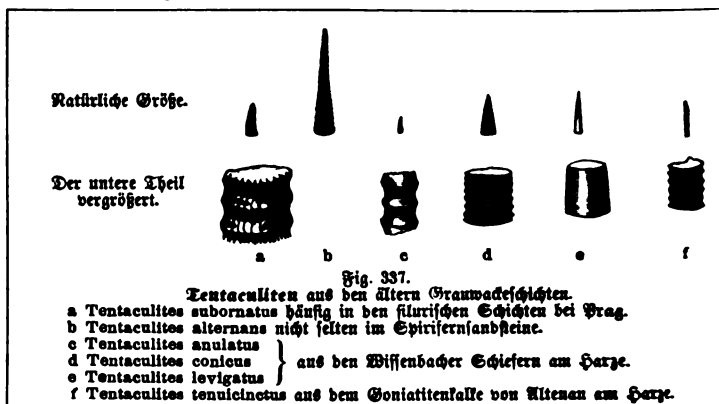 Natürliche Größe.
Der untere Theil
vergrößert.
a b c d e f
Fig. 337.
Tentaculiten aus den ältern Grauwackeschichten.
a Tentaculites subornatus häufig in den silurischen Schichten bei Prag.
b Tentaculites alternans nicht selten im Spirifernsandsteine.
c Tentaculites anulatus
d Tentaculites conicus } aus den Wissenbacher Schiefern am Harze.
e Tentaculites levigatus
f Tentaculites tenuicinctus aus dem Goniatitenkalke von Altenau am Harze.